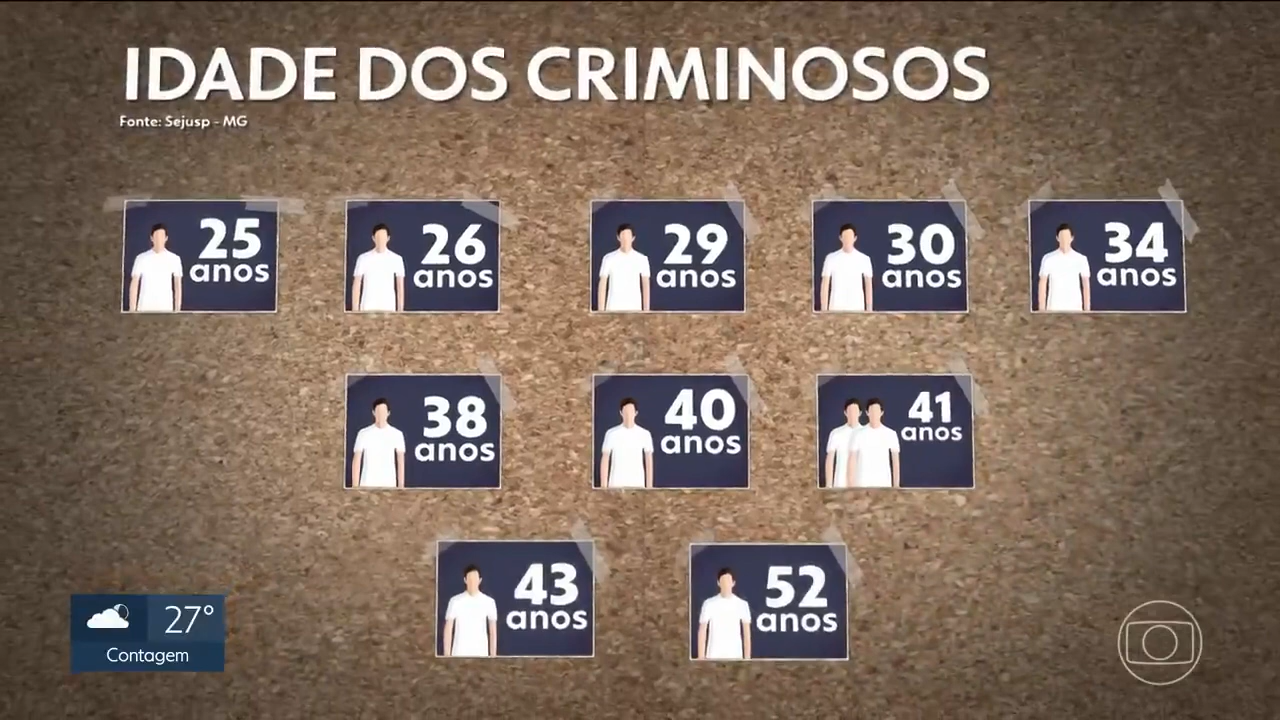 IDADE DOS CRIMINOSOS
Fonte: Sejusp - MG
25
anos
26
anos
29
anos
30
anos
34
anos
38
anos
40
anos
41
anos
43
anos
52
anos
27°
Contagem